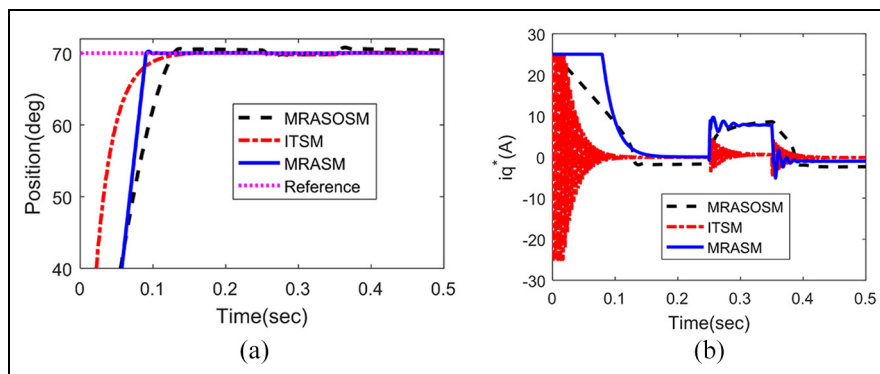 70
60
50
40
0
0.1
0.2
0.3
0.4
0.5
Position(deg)
Time(sec)
MRASOSM
ITSM
MRASM
Reference
(a)
30
20
10
0
-10
-20
-30
0
0.1
0.2
0.3
0.4
0.5
iq*(A)
Time(sec)
MRASOSM
ITSM
MRASM
(b)